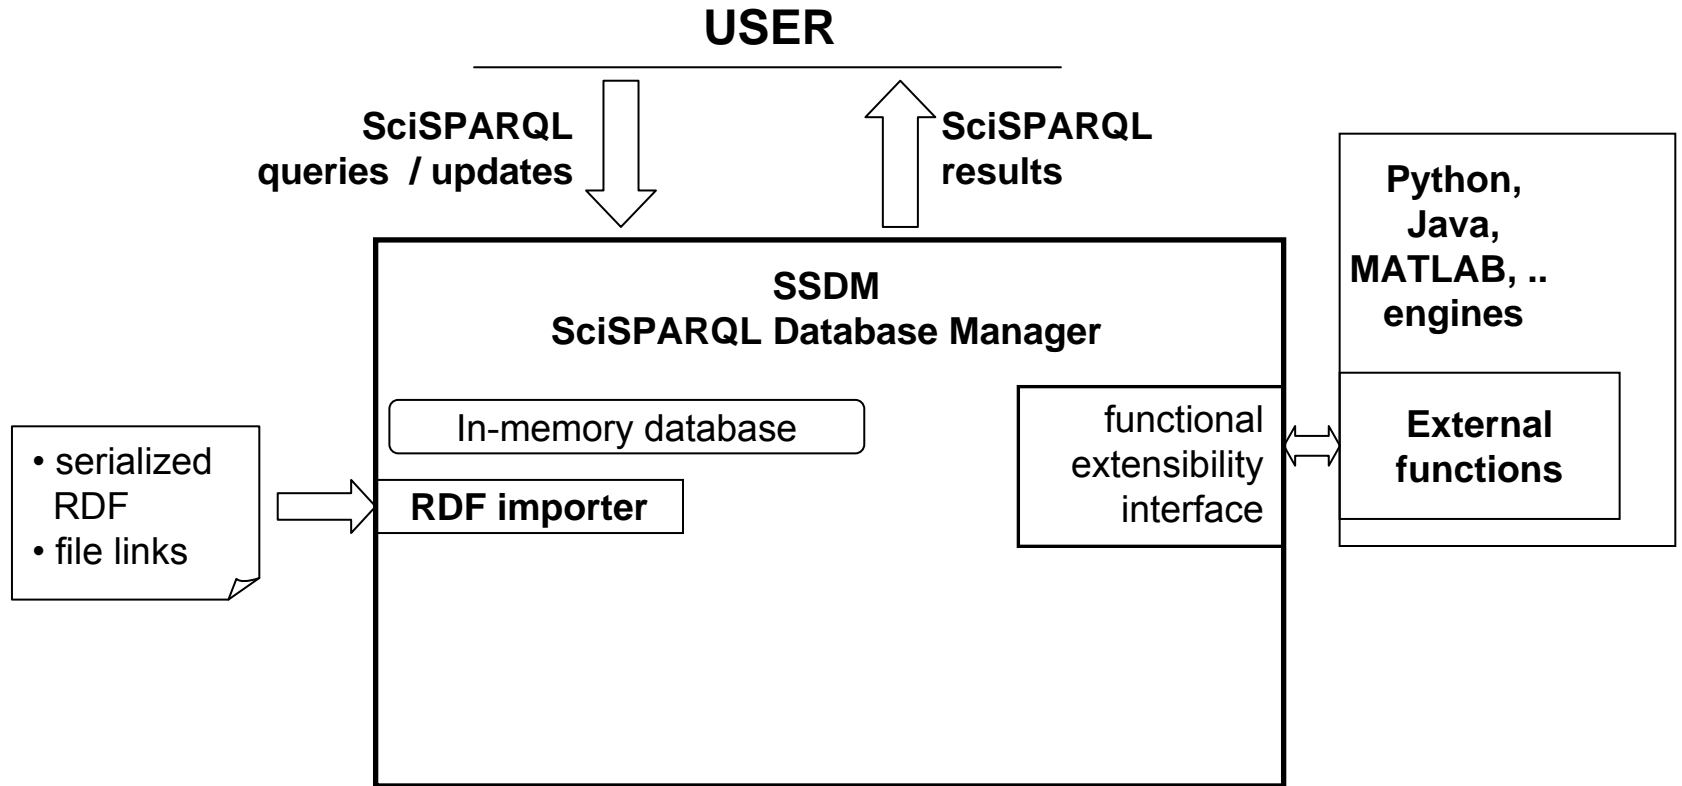 USER
SciSPARQL
queries / updates
SciSPARQL
results
Python,
Java,
MATLAB, ..
engines
SSDM
SciSPARQL Database Manager
In-memory database
functional
extensibility
interface
External
functions
• serialized
RDF
• file links
RDF importer